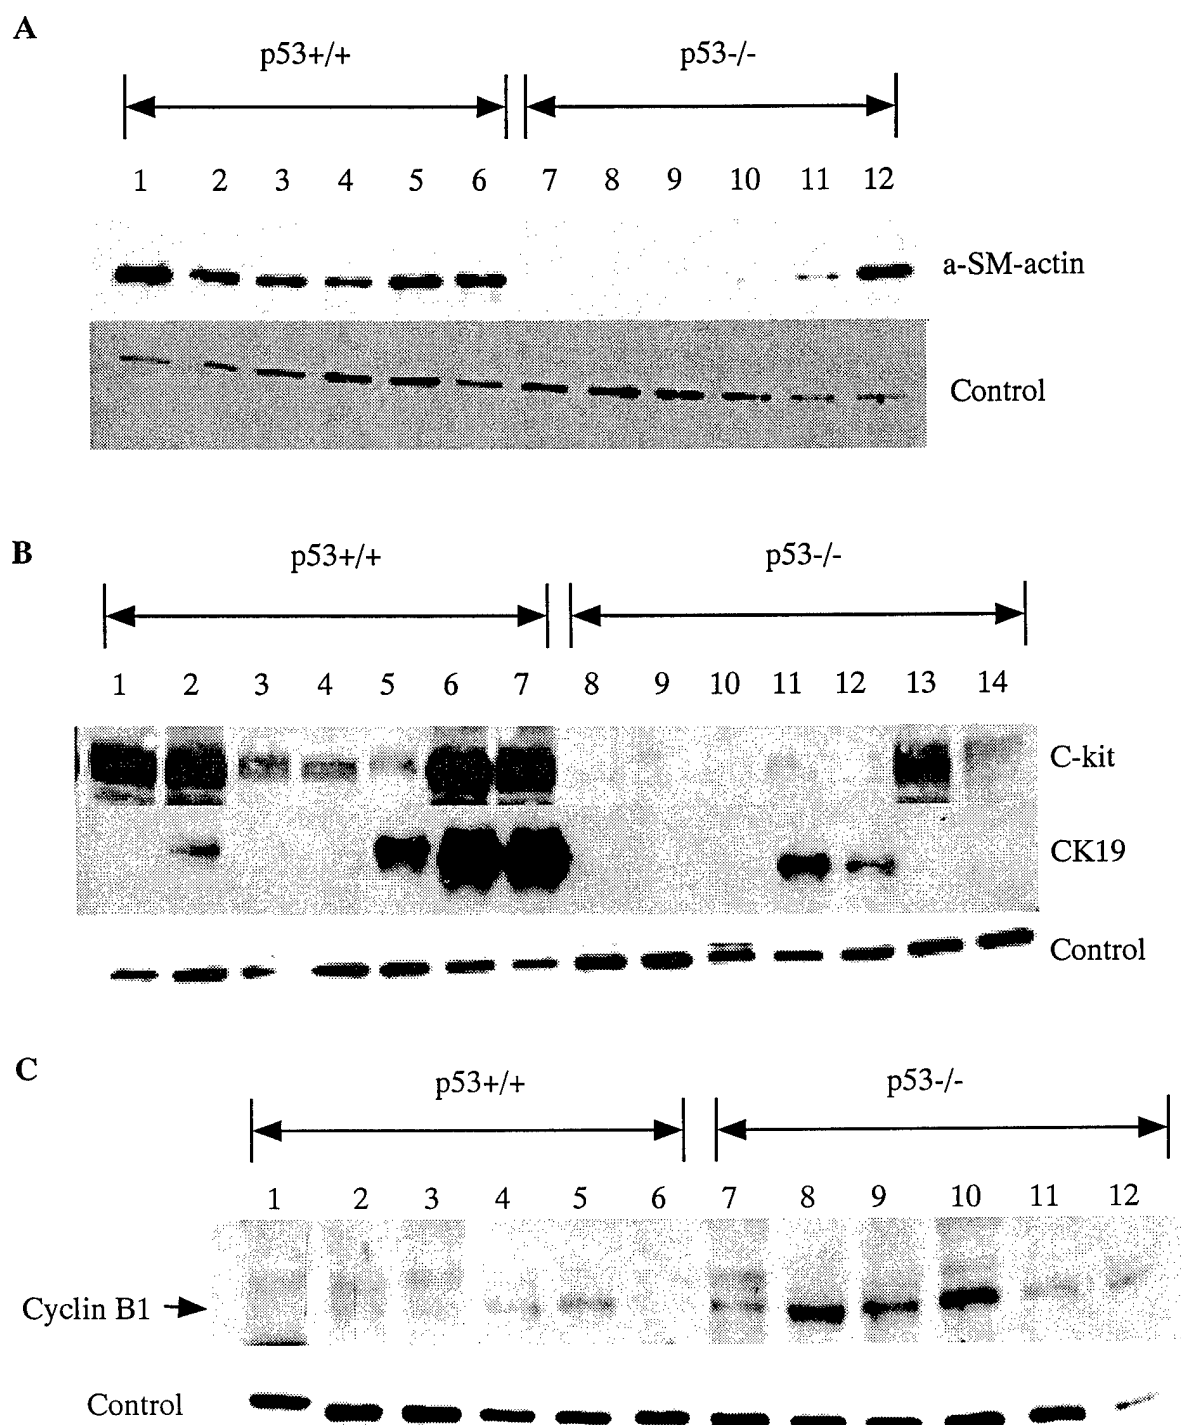 A
p53+/+ p53-/-
1 2 3 4 5 6 7 8 9 10 11 12
a-SM-actin
Control
B
p53+/+ p53-/-
1 2 3 4 5 6 7 8 9 10 11 12 13 14
C-kit
CK19
Control
C
p53+/+ p53-/-
1 2 3 4 5 6 7 8 9 10 11 12
Cyclin B1
Control